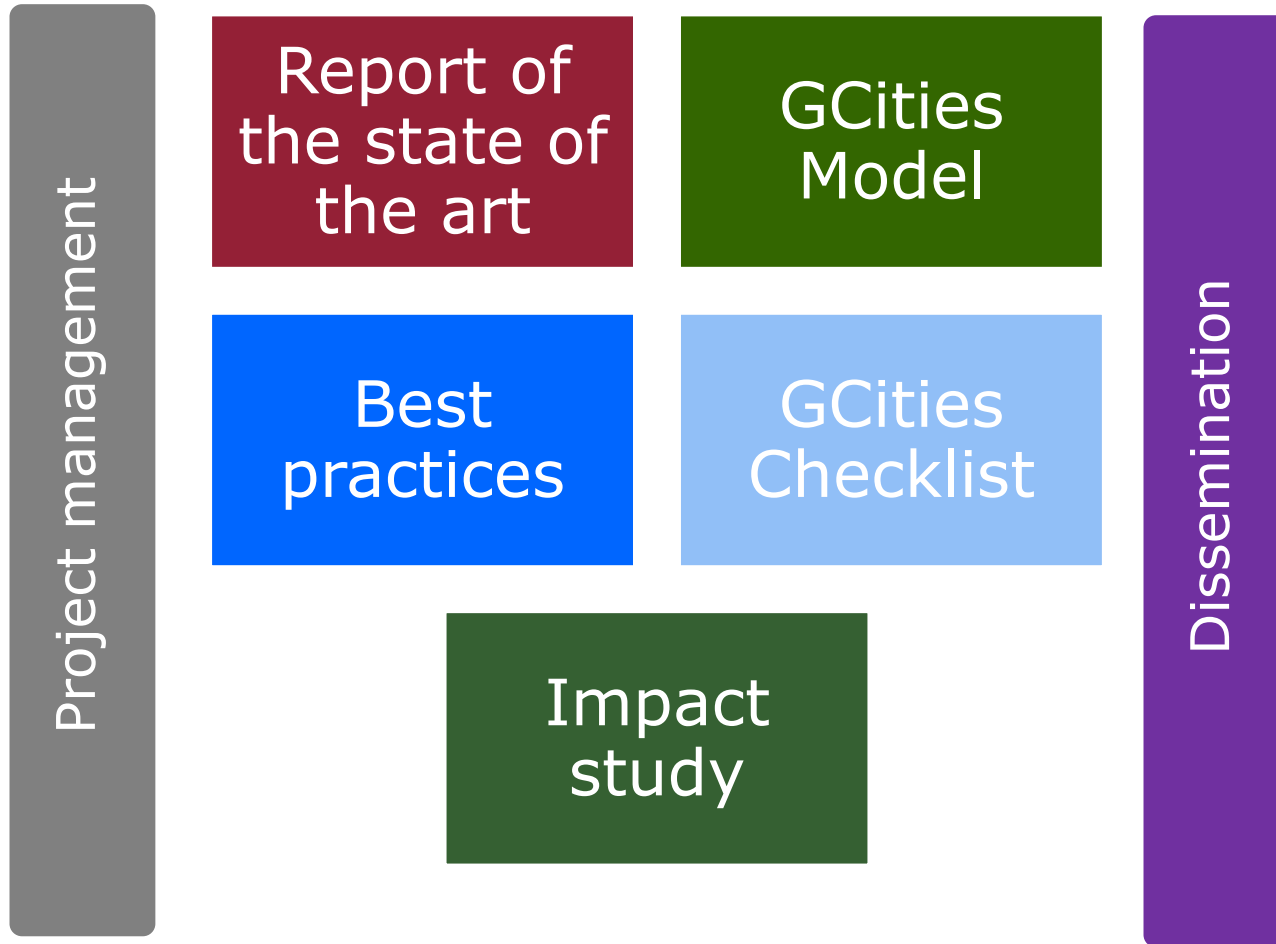 Project management
Report of
the state of
the art
GCities
Model
Best
practices
GCities
Checklist
Impact
study
Dissemination